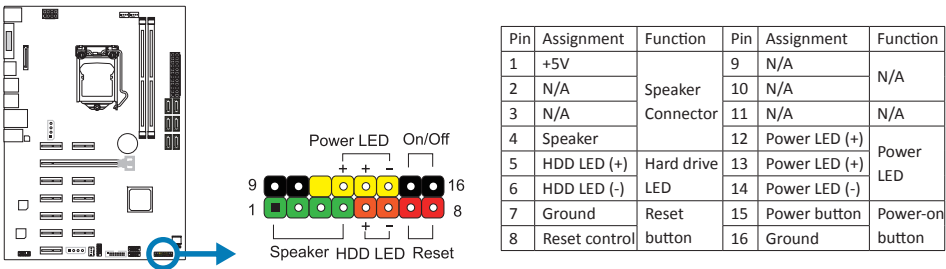 Power LED On/Off
+ + -
9 16
1 8
+ -
Speaker HDD LED Reset
Pin Assignment Function Pin Assignment Function
1 +5V Speaker Connector 9 N/A N/A
2 N/A 10 N/A
3 N/A 11 N/A N/A
4 Speaker 12 Power LED (+) Power LED
5 HDD LED (+) Hard drive LED 13 Power LED (+)
6 HDD LED (-) 14 Power LED (-)
7 Ground Reset button 15 Power button Power-on button
8 Reset control 16 Ground